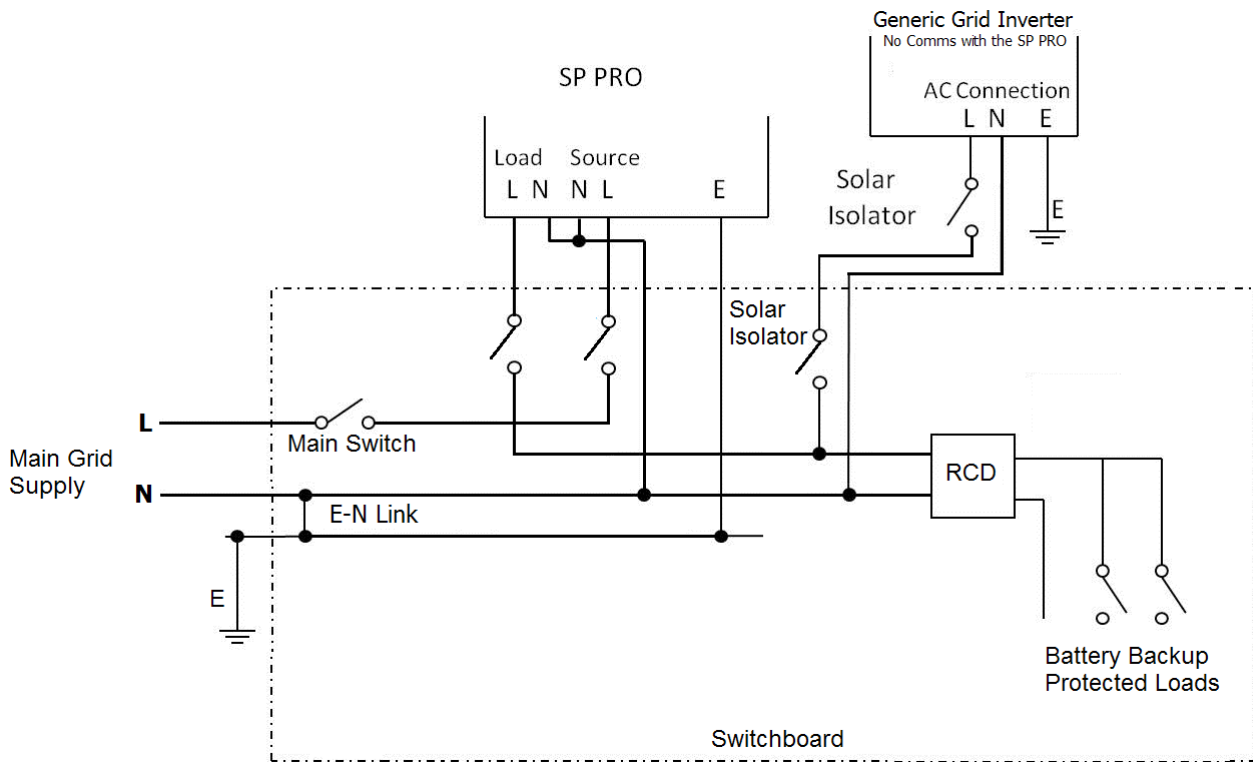 Generic Grid Inverter
No Comms with the SP PRO
SP PRO
AC Connection
L N E
Load Source
L N N L E
Solar
Isolator
E
Solar
Isolator
L
Main Switch
Main Grid
Supply
RCD
N
E-N Link
E
Battery Backup
Protected Loads
Switchboard